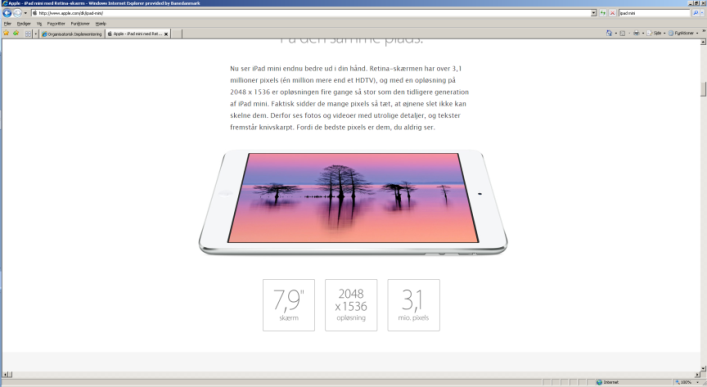 Apple - iPad mini med Retina-skærm - Windows Internet Explorer provided by Banedanmark
http://www.apple.com/dk/ipad-mini/
ipad mini
Filer Rediger Vis Favoritter Funktioner Hjælp
Organisatorisk Implementering
Apple - iPad mini med Ret...
Side
Funktioner
På den samme plads.
Nu ser iPad mini endnu bedre ud i din hånd. Retina-skærmen har over 3,1
millioner pixels (én million mere end et HDTV), og med en opløsning på
2048 x 1536 er opløsningen fire gange så stor som den tidligere generation
af iPad mini. Faktisk sidder de mange pixels så tæt, at øjnene slet ikke kan
skelne dem. Derfor ses fotos og videoer med utrolige detaljer, og tekster
fremstår knivskarpt. Fordi de bedste pixels er dem, du aldrig ser.
7,9"
skærm
2048
x 1536
opløsning
3,1
mio. pixels
Internet
100%